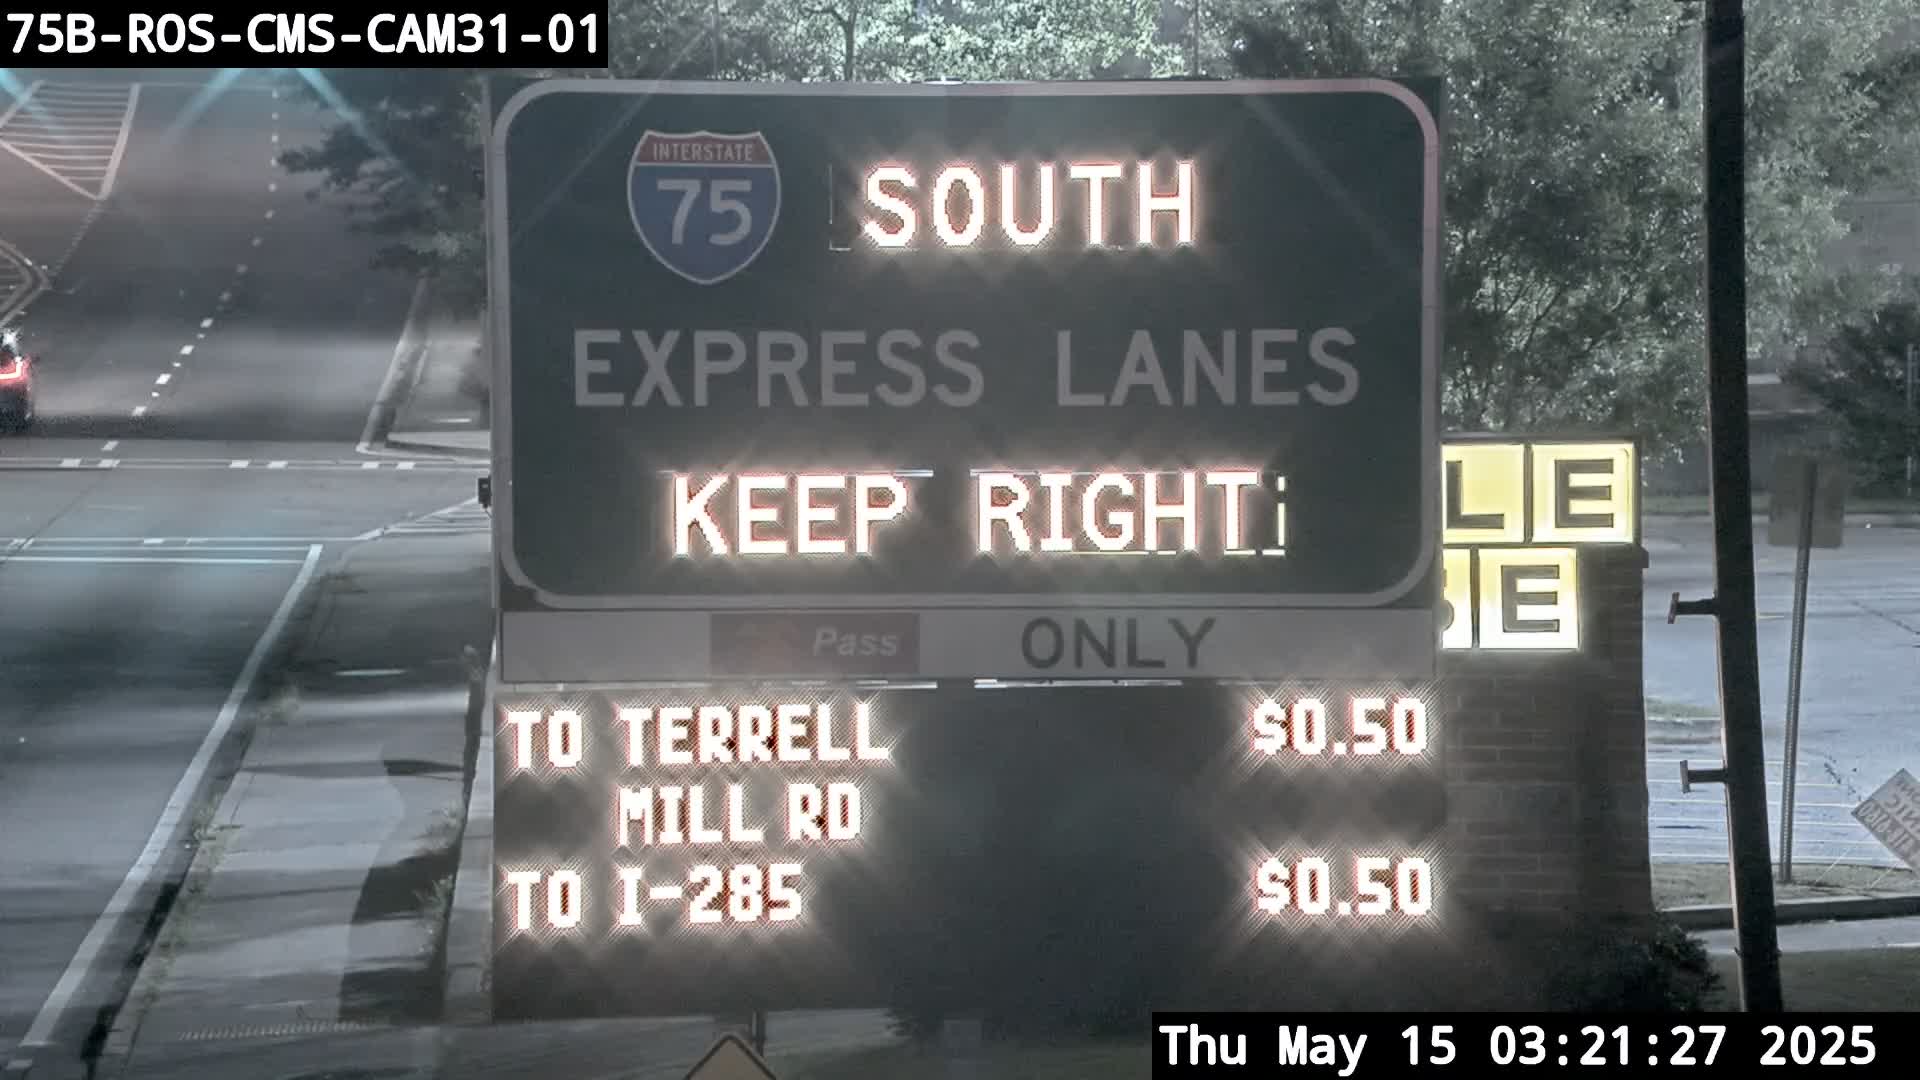 75B-ROS-CMS-CAM31-01
INTERSTATE
75
SOUTH
EXPRESS LANES
KEEP RIGHT
Pass ONLY
TO TERRELL $0.50
MILL RD
TO I-285 $0.50
LE
E
Thu May 15 03:21:27 2025